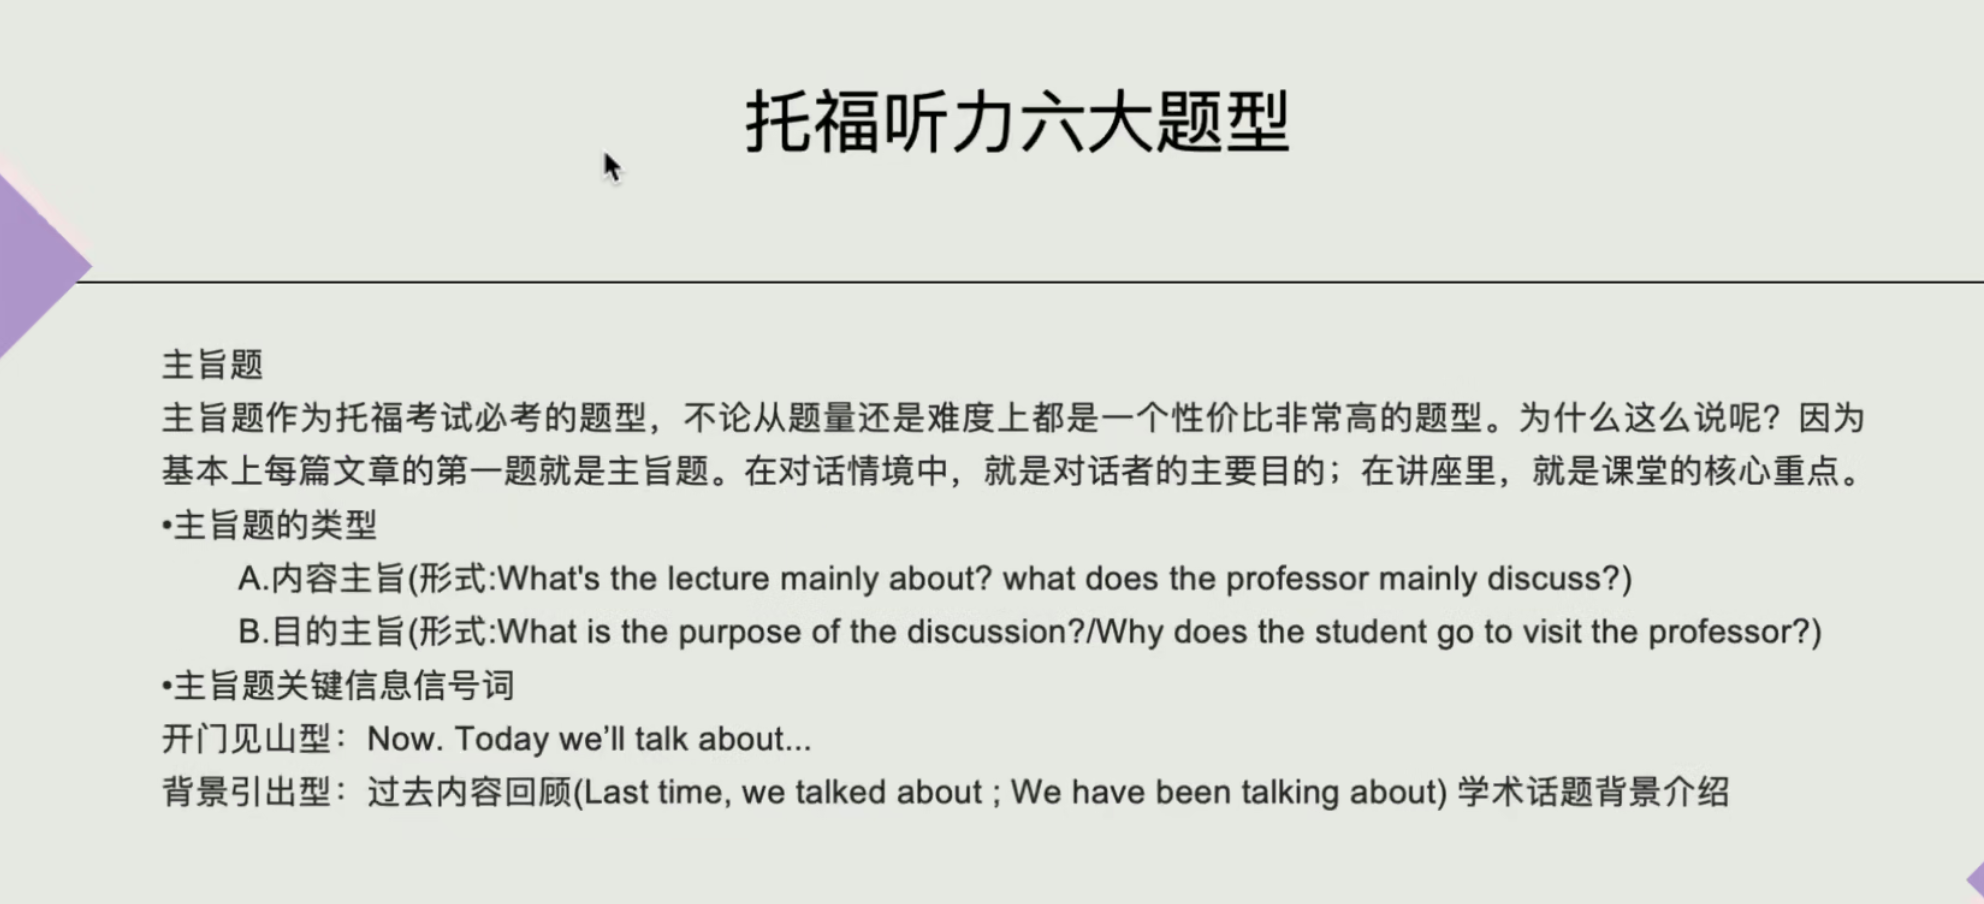 托福听力六大题型
主旨题
主旨题作为托福考试必考的题型，不论从题量还是难度上都是一个性价比非常高的题型。为什么这么说呢？因为
基本上每篇文章的第一题就是主旨题。在对话情境中，就是对话者的主要目的；在讲座里，就是课堂的核心重点。
•主旨题的类型
A.内容主旨(形式:What's the lecture mainly about? what does the professor mainly discuss?)
B.目的主旨(形式:What is the purpose of the discussion?/Why does the student go to visit the professor?)
•主旨题关键信息信号词
开门见山型：Now. Today we’ll talk about...
背景引出型：过去内容回顾(Last time, we talked about ; We have been talking about) 学术话题背景介绍